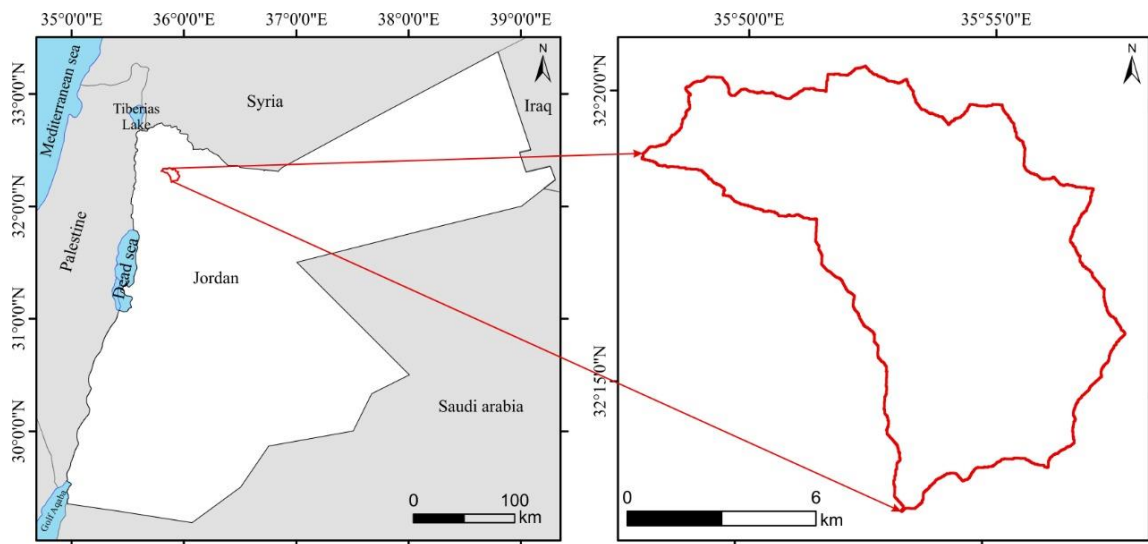 35°0'0"E 36°0'0"E 37°0'0"E 38°0'0"E 39°0'0"E
35°50'E 35°55'0"E
N
N
Mediterranean sea
Tiberias
Lake
Syria
Iraq
33°0'0"N
32°0'0"N
31°0'0"N
30°0'0"N
32°20'0"N
32°15'0"N
Palestine
Dead sea
Jordan
Saudi arabia
Golf Aqaba
0 100
km
0 6
km